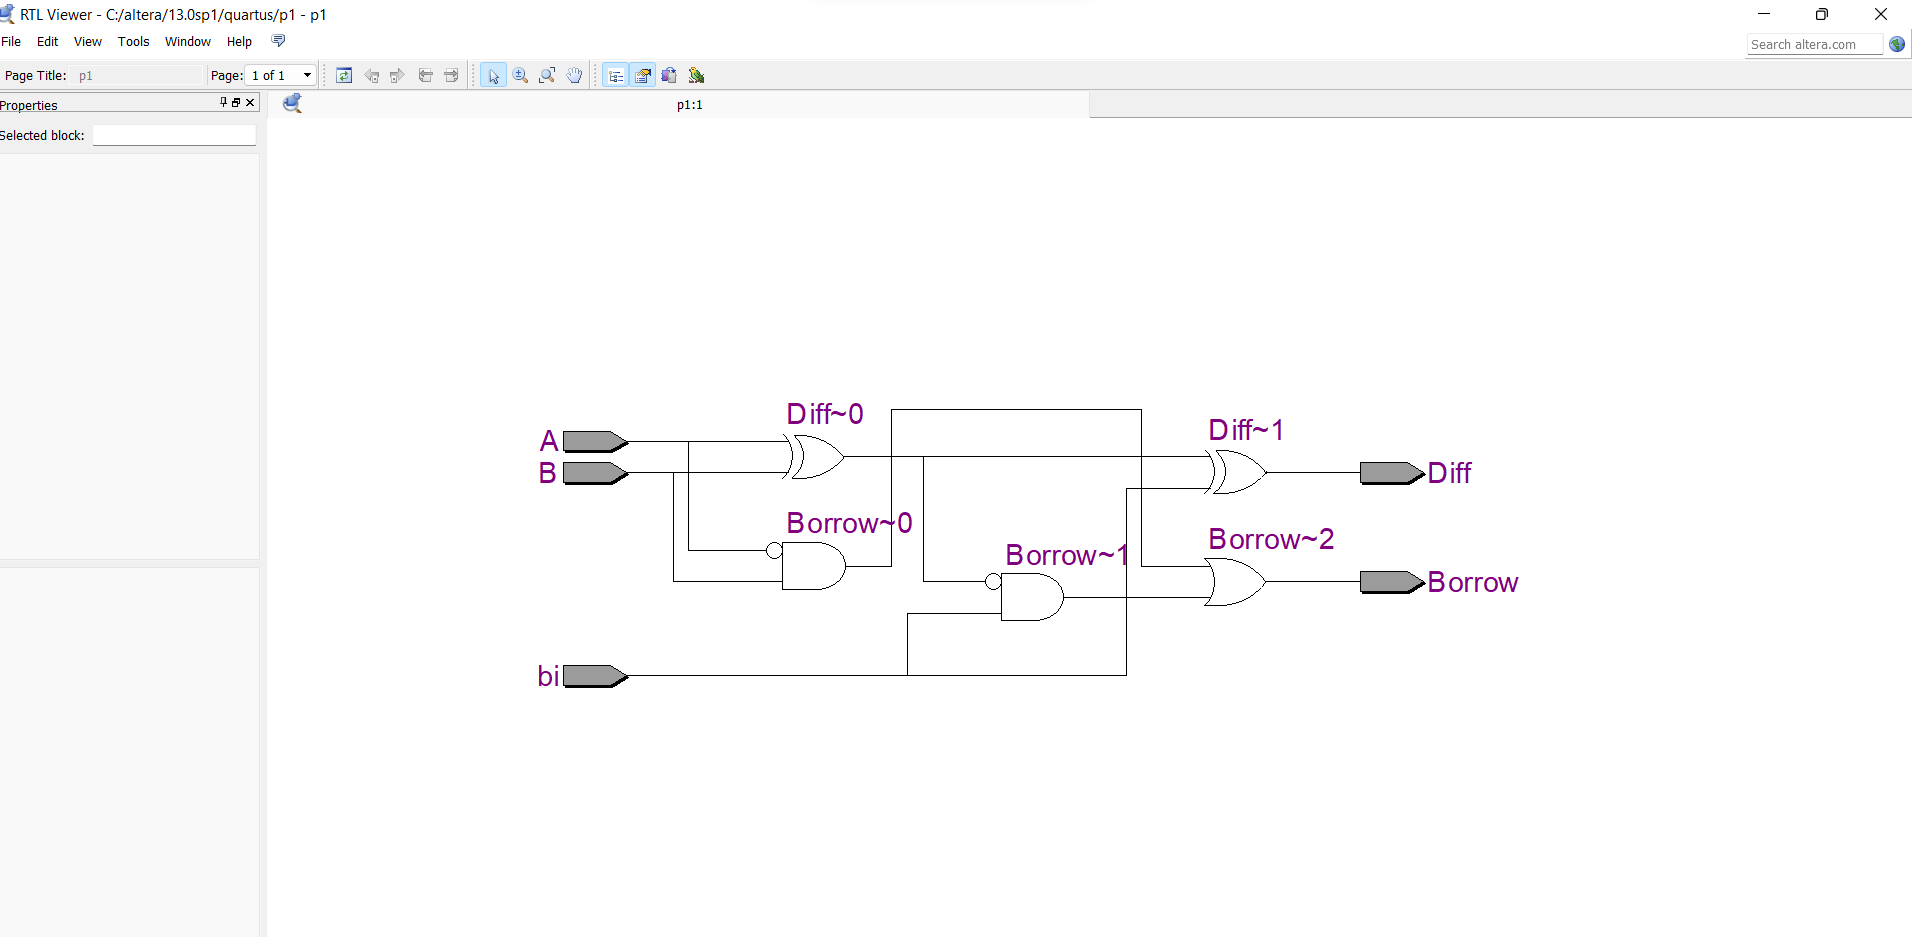 RTL Viewer - C:/altera/13.0sp1/quartus/p1 - p1
File Edit View Tools Window Help
Search altera.com
Page Title: p1 Page: 1 of 1
Properties
p1:1
Selected block:
Diff~0
Diff~1
A
B
Diff
Borrow~0
Borrow~1
Borrow~2
Borrow
bi